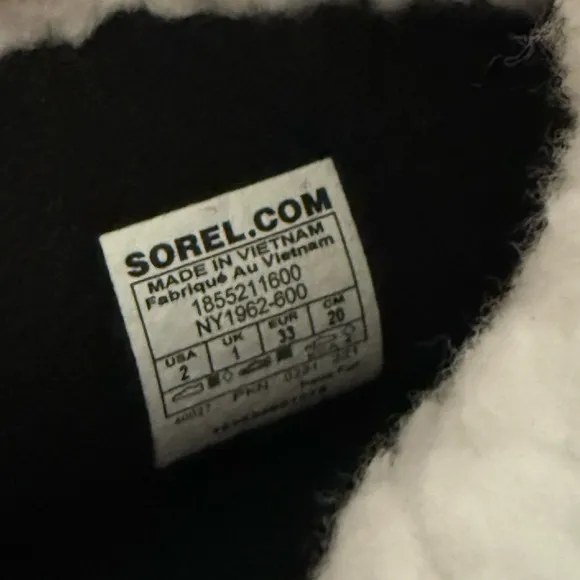 SOREL.COM
MADE IN VIETNAM
Fabriqué Au Vietnam
1855211600
NY1962-600
USA UK EUR CM
2 1 33 20
PKN